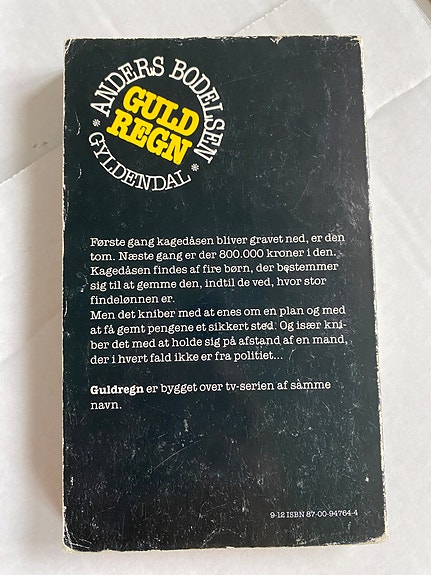 ANDERS BODELSEN
GULD
REGN
* GYLDENDAL *
Første gang kagedåsen bliver gravet ned, er den
tom. Næste gang er der 800.000 kroner i den.
Kagedåsen findes af fire børn, der bestemmer
sig til at gemme den, indtil de ved, hvor stor
findelønnen er.
Men det kniber med at enes om en plan og med
at få gemt pengene et sikkert sted. Og især kni-
ber det med at holde sig på afstand af en mand,
der i hvert fald ikke er fra politiet...
Guldregn er bygget over tv-serien af samme
navn.
9-12 ISBN 87-00-94764-4